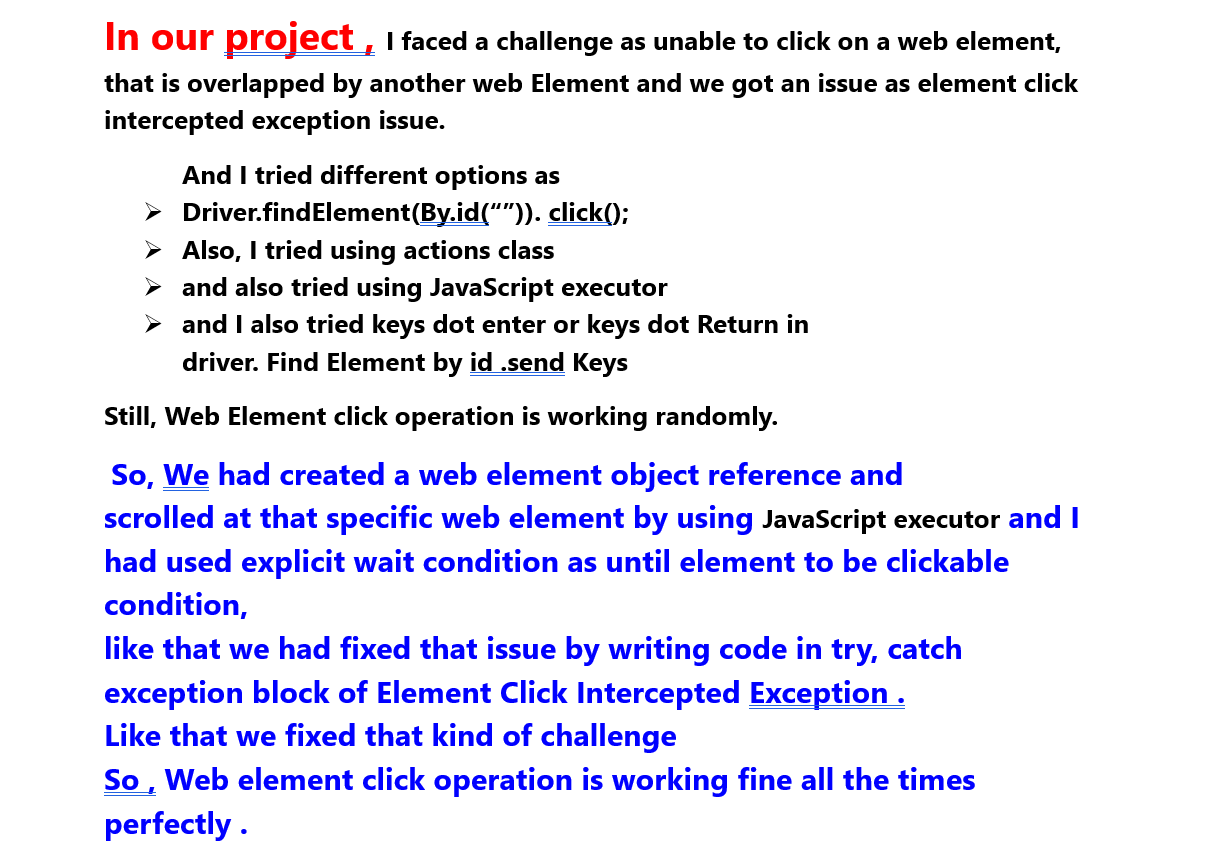 In our project , I faced a challenge as unable to click on a web element,
that is overlapped by another web Element and we got an issue as element click
intercepted exception issue.
And I tried different options as
➢ Driver.findElement(By.id(“”)). click();
➢ Also, I tried using actions class
➢ and also tried using JavaScript executor
➢ and I also tried keys dot enter or keys dot Return in
driver. Find Element by id .send Keys
Still, Web Element click operation is working randomly.
So, We had created a web element object reference and
scrolled at that specific web element by using JavaScript executor and I
had used explicit wait condition as until element to be clickable
condition,
like that we had fixed that issue by writing code in try, catch
exception block of Element Click Intercepted Exception .
Like that we fixed that kind of challenge
So , Web element click operation is working fine all the times
perfectly .